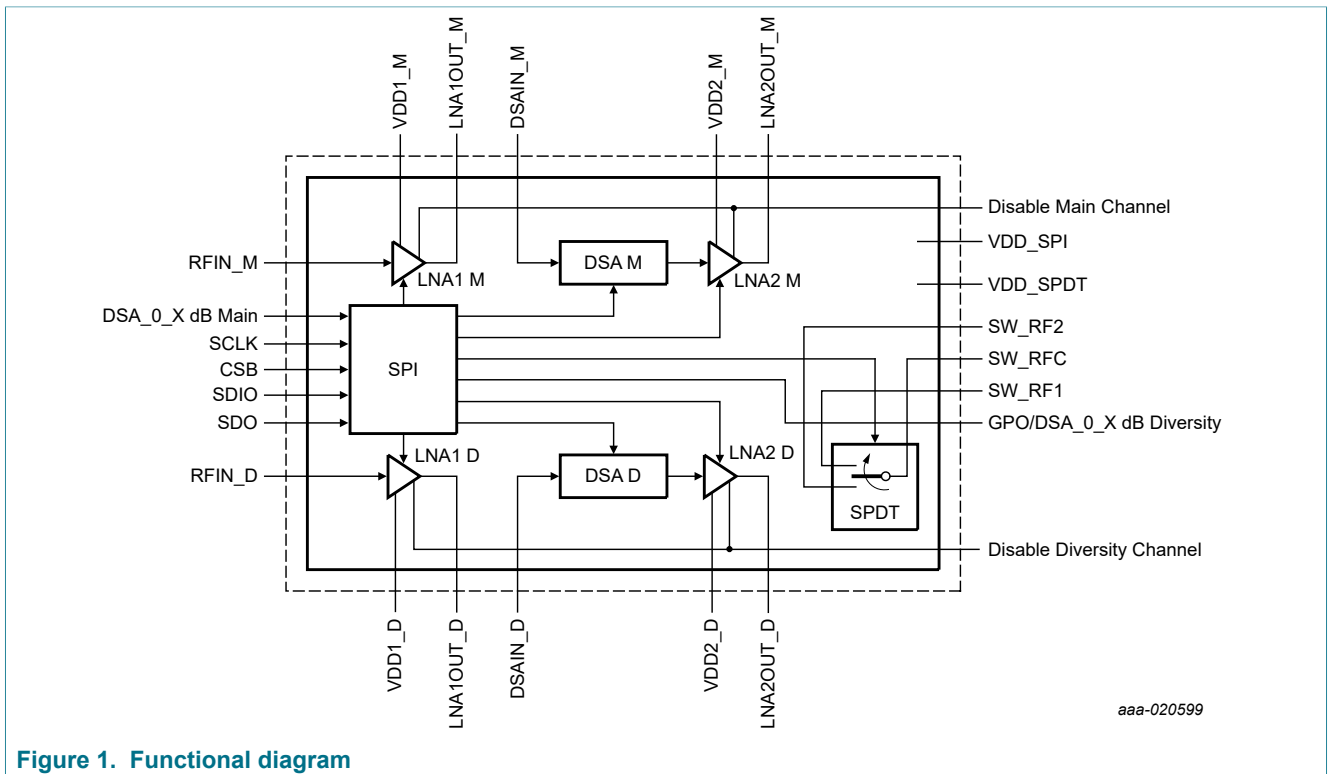 VDD1_M
LNA1OUT_M
DSAIN_M
VDD2_M
LNA2OUT_M
Disable Main Channel
VDD_SPI
RFIN_M
LNA1 M
DSA M
LNA2 M
VDD_SPDT
DSA_0_X dB Main
SCLK
CSB
SDIO
SDO
SPI
SW_RF2
SW_RFC
SW_RF1
GPO/DSA_0_X dB Diversity
RFIN_D
LNA1 D
DSA D
LNA2 D
SPDT
Disable Diversity Channel
VDD1_D
LNA1OUT_D
DSAIN_D
VDD2_D
LNA2OUT_D
aaa-020599
Figure 1. Functional diagram